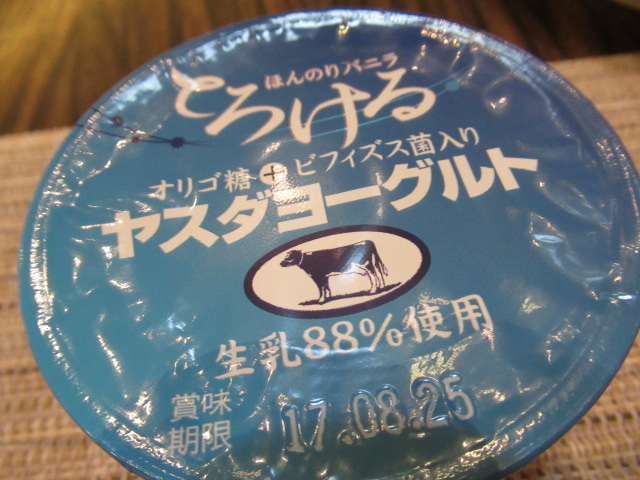 ほんのりバニラ
とろける
オリゴ糖+ビフィズス菌入り
ヤスダヨーグルト
生乳88%使用
賞味
期限
17.08.25